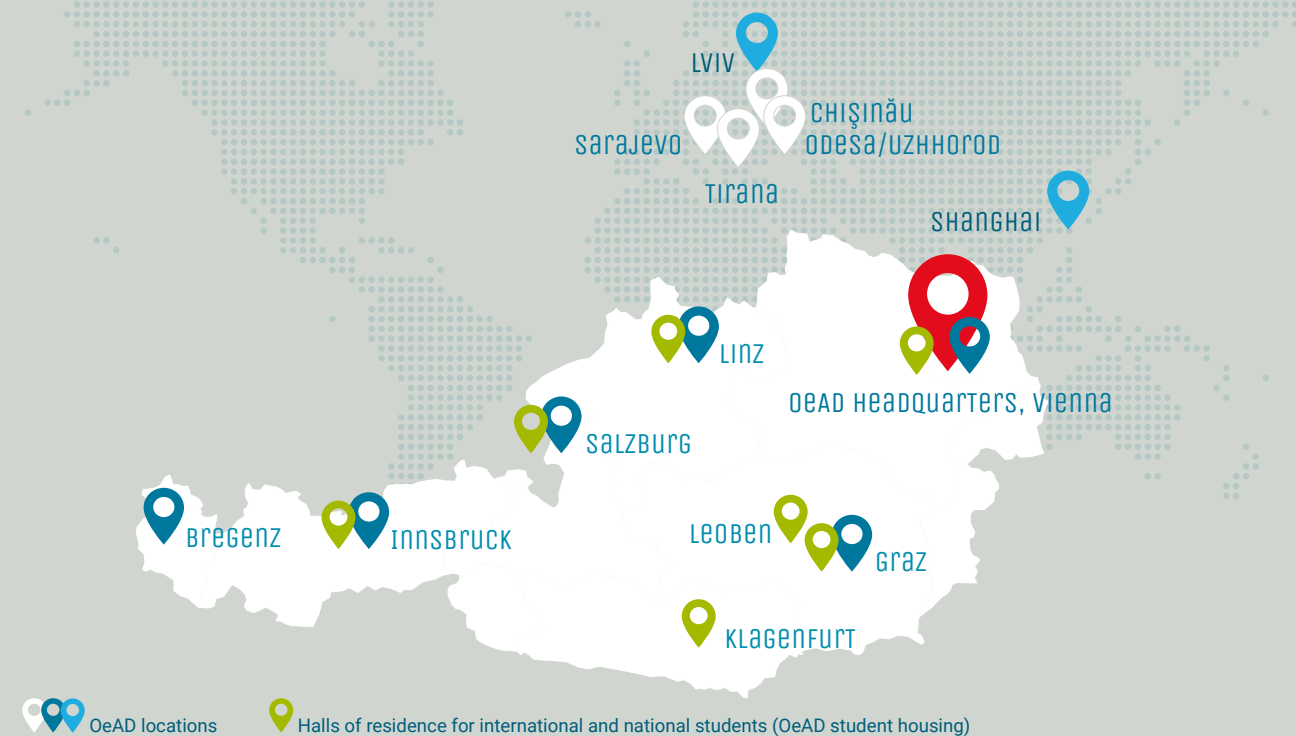 LVIV
CHIŞINĂU
SARAJEVO
ODESA/UZHHOROD
TIRANA
SHANGHAI
LINZ
OeAD HEADQUARTERS, VIENNA
SALZBURG
BREGENZ
INNSBRUCK
LEOBEN
GRAZ
KLAGENFURT
OeAD locations
Halls of residence for international and national students (OeAD student housing)